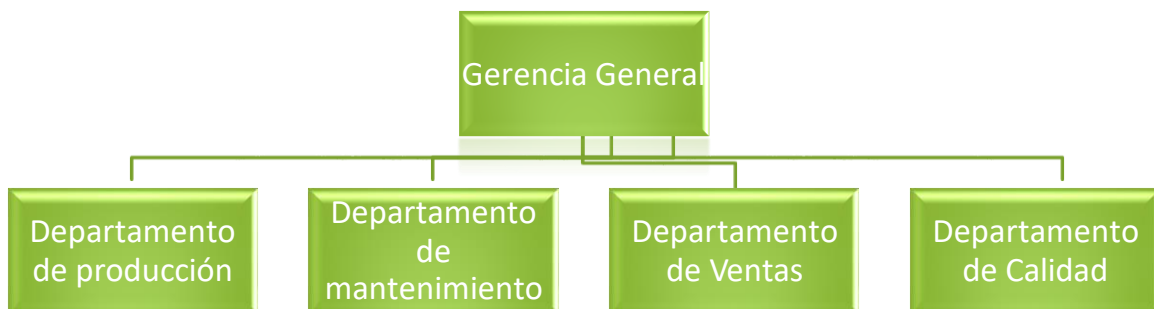 Gerencia General
Departamento
de producción
Departamento
de
mantenimiento
Departamento
de Ventas
Departamento
de Calidad